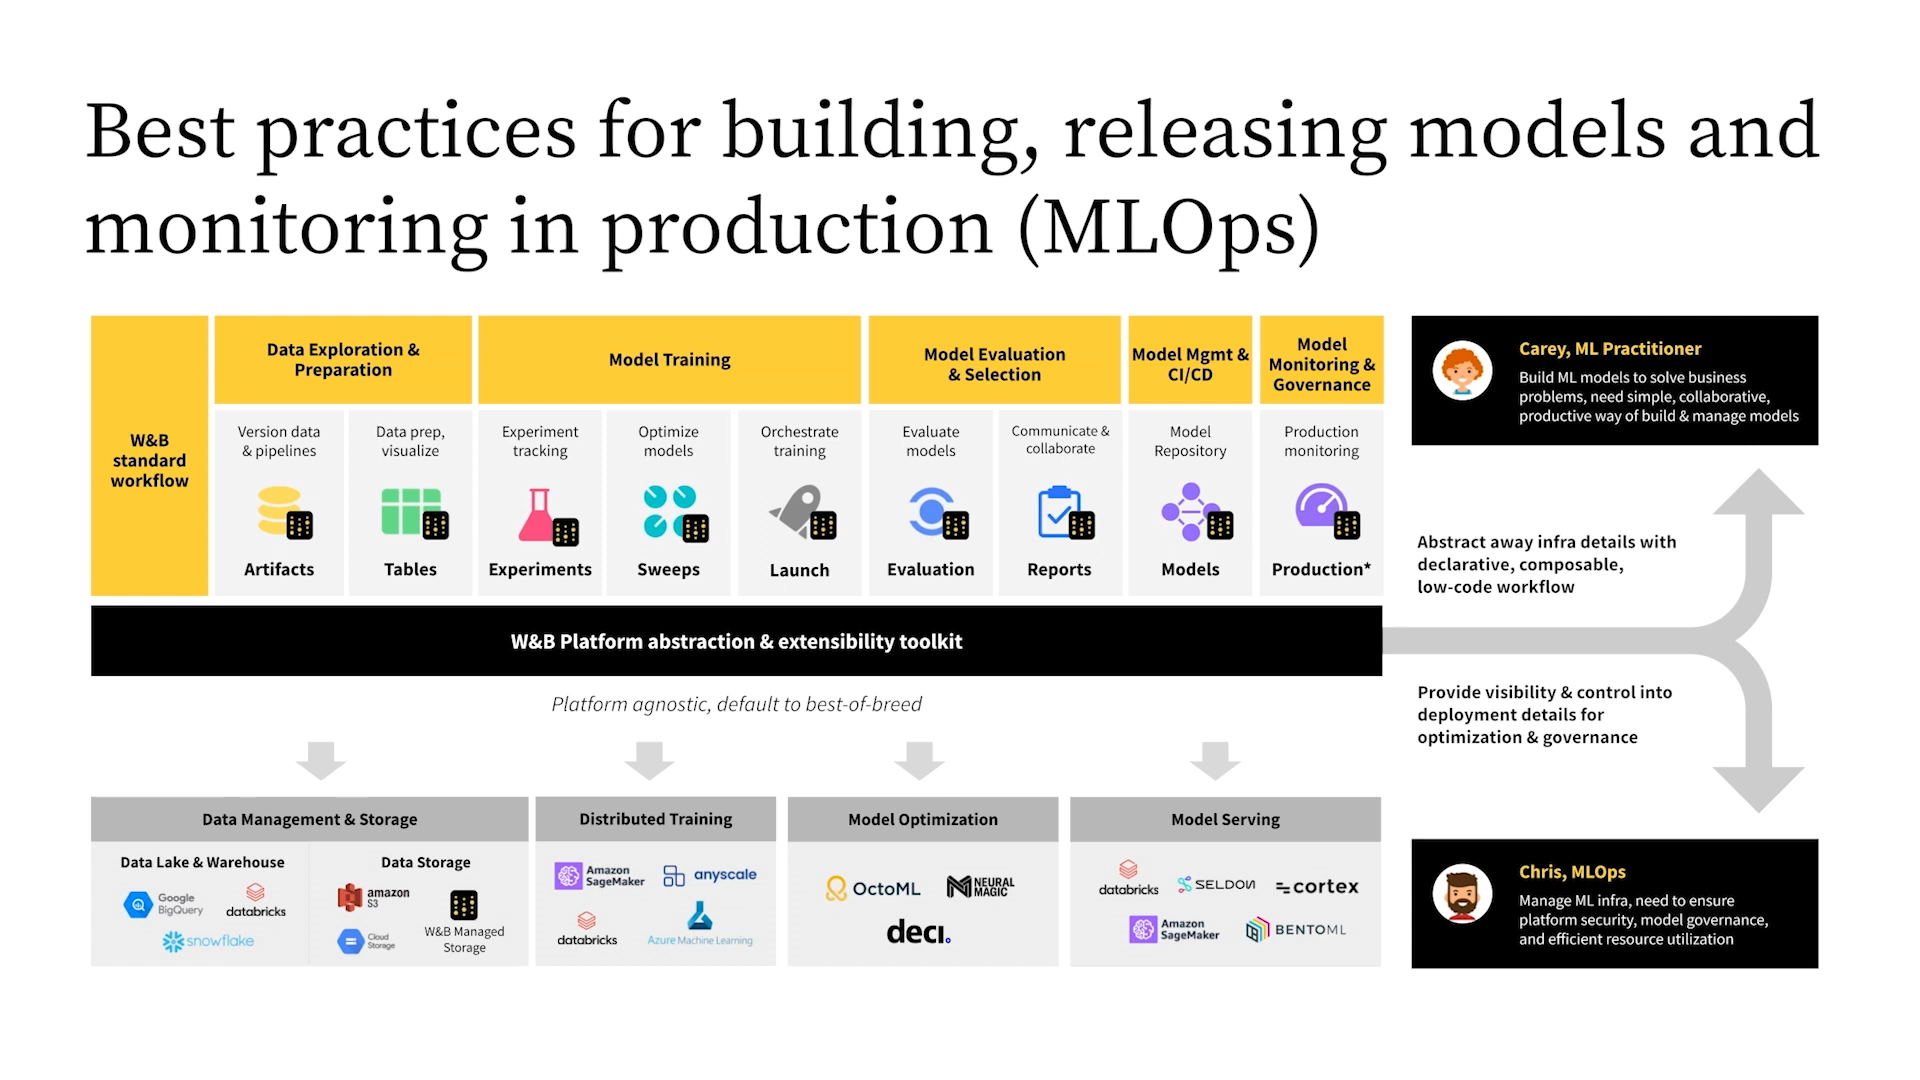 Best practices for building, releasing models and
monitoring in production (MLOps)
W&B
standard
workflow
Data Exploration &
Preparation
Model Training
Model Evaluation
& Selection
Model Mgmt &
CI/CD
Model
Monitoring &
Governance
Version data
& pipelines
Artifacts
Data prep,
visualize
Tables
Experiment
tracking
Experiments
Optimize
models
Sweeps
Orchestrate
training
Launch
Evaluate
models
Evaluation
Communicate &
collaborate
Reports
Model
Repository
Models
Production
monitoring
Production*
W&B Platform abstraction & extensibility toolkit
Platform agnostic, default to best-of-breed
Data Management & Storage
Data Lake & Warehouse
Google
BigQuery
databricks
snowflake
Data Storage
amazon
S3
Cloud
Storage
W&B Managed
Storage
Distributed Training
Amazon
SageMaker
anyscale
databricks
Azure Machine Learning
Model Optimization
OctoML
NEURAL
MAGIC
deci.
Model Serving
databricks
SELDON
cortex
Amazon
SageMaker
BENTOML
Carey, ML Practitioner
Build ML models to solve business
problems, need simple, collaborative,
productive way of build & manage models
Abstract away infra details with
declarative, composable,
low-code workflow
Provide visibility & control into
deployment details for
optimization & governance
Chris, MLOps
Manage ML infra, need to ensure
platform security, model governance,
and efficient resource utilization